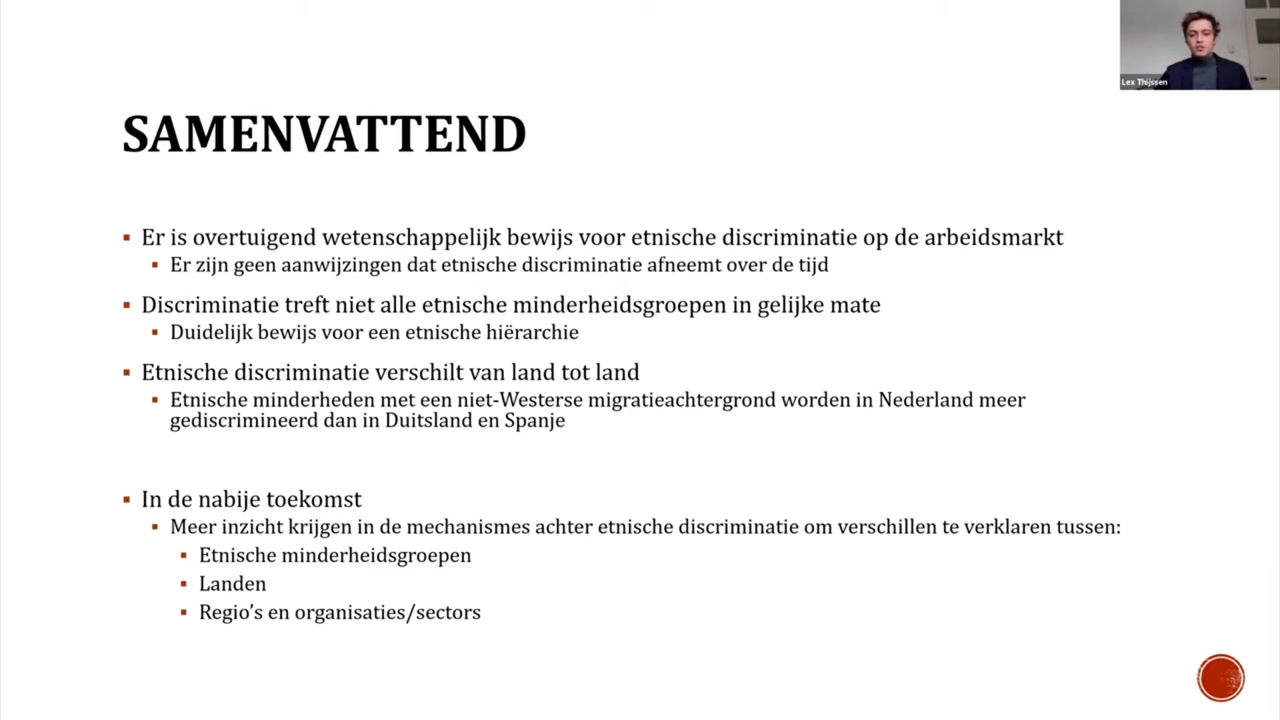 Lex Thijssen
SAMENVATTEND
Er is overtuigend wetenschappelijk bewijs voor etnische discriminatie op de arbeidsmarkt
Er zijn geen aanwijzingen dat etnische discriminatie afneemt over de tijd
Discriminatie treft niet alle etnische minderheidsgroepen in gelijke mate
Duidelijk bewijs voor een etnische hiërarchie
Etnische discriminatie verschilt van land tot land
Etnische minderheden met een niet-Westerse migratieachtergrond worden in Nederland meer
gediscrimineerd dan in Duitsland en Spanje
In de nabije toekomst
Meer inzicht krijgen in de mechanismes achter etnische discriminatie om verschillen te verklaren tussen:
Etnische minderheidsgroepen
Landen
Regio’s en organisaties/sectors